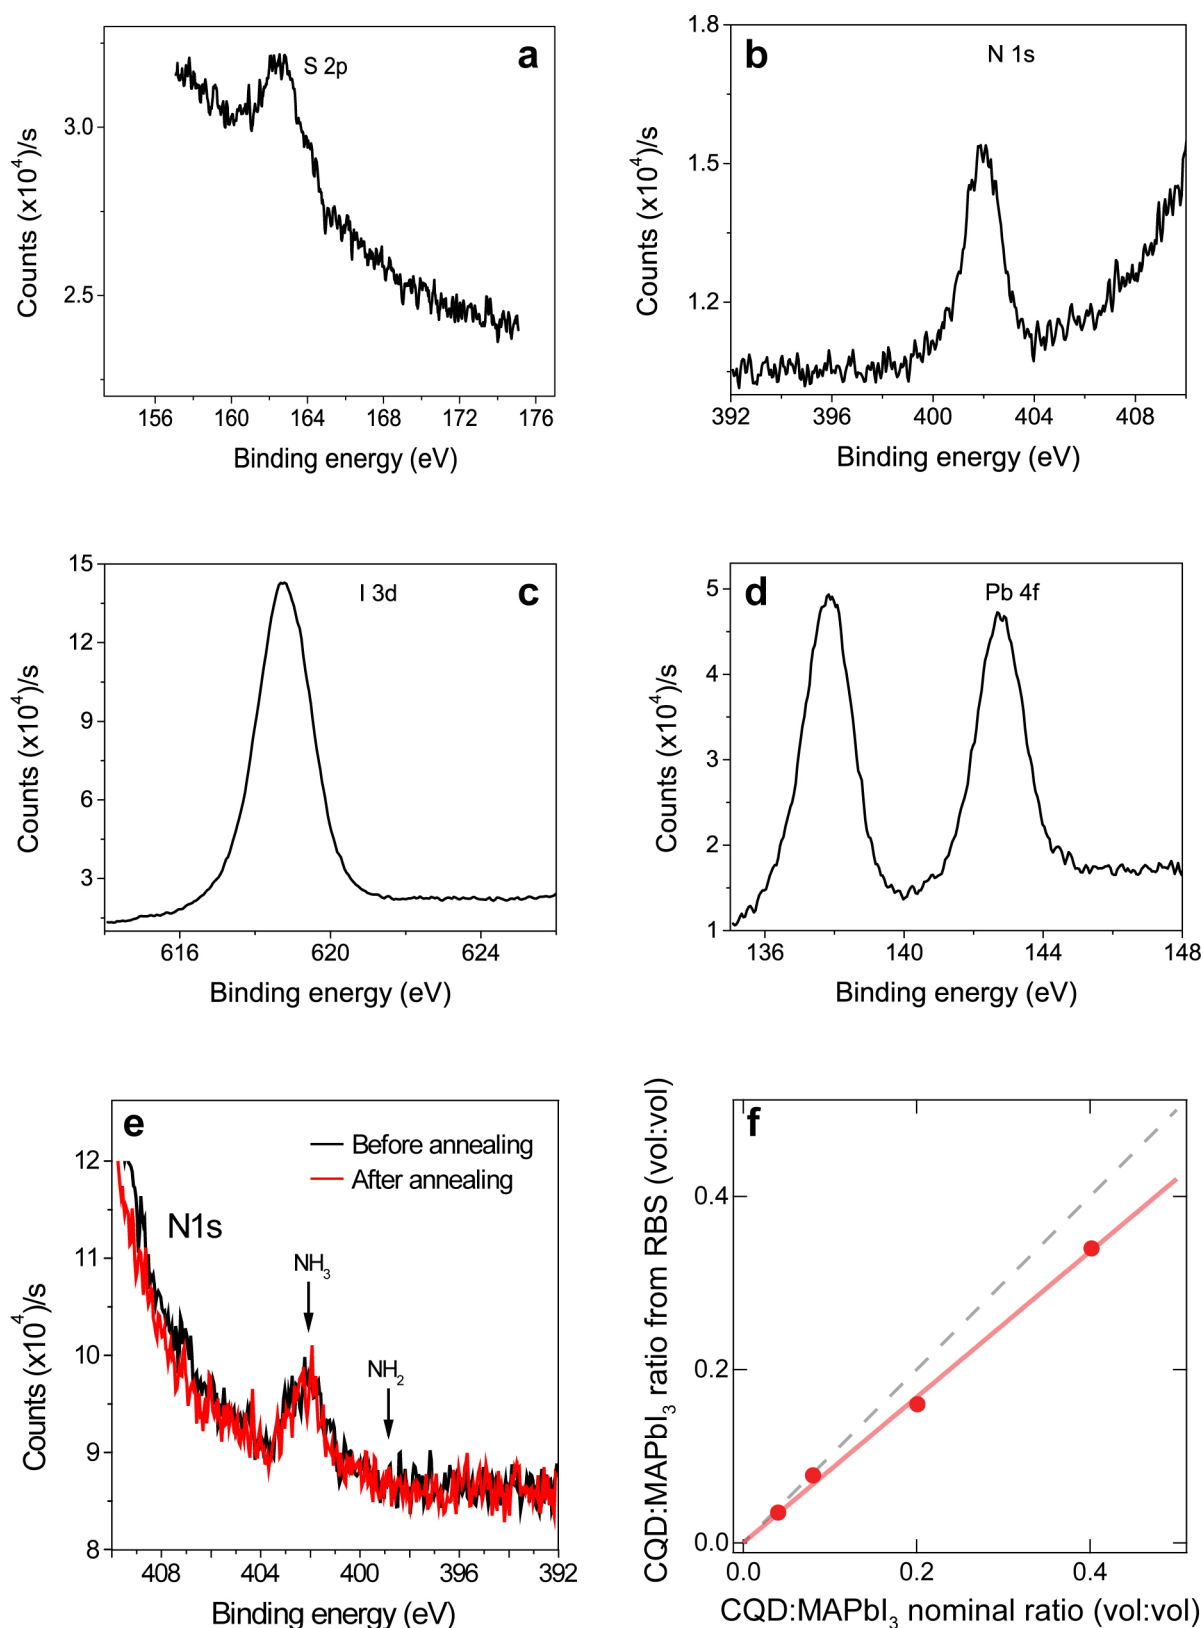 a
S 2p
3.0
2.5
Counts (x10⁴)/s
156 160 164 168 172 176
Binding energy (eV)
b
N 1s
1.8
1.5
1.2
Counts (x10⁴)/s
392 396 400 404 408
Binding energy (eV)
c
I 3d
15
12
9
6
3
Counts (x10⁴)/s
616 620 624
Binding energy (eV)
d
Pb 4f
5
4
3
2
1
Counts (x10⁴)/s
136 140 144 148
Binding energy (eV)
e
Before annealing
After annealing
N1s
NH₃
NH₂
12
11
10
9
8
Counts (x10⁴)/s
408 404 400 396 392
Binding energy (eV)
f
0.4
0.2
0.0
CQD:MAPbI₃ ratio from RBS (vol:vol)
0.0 0.2 0.4
CQD:MAPbI₃ nominal ratio (vol:vol)